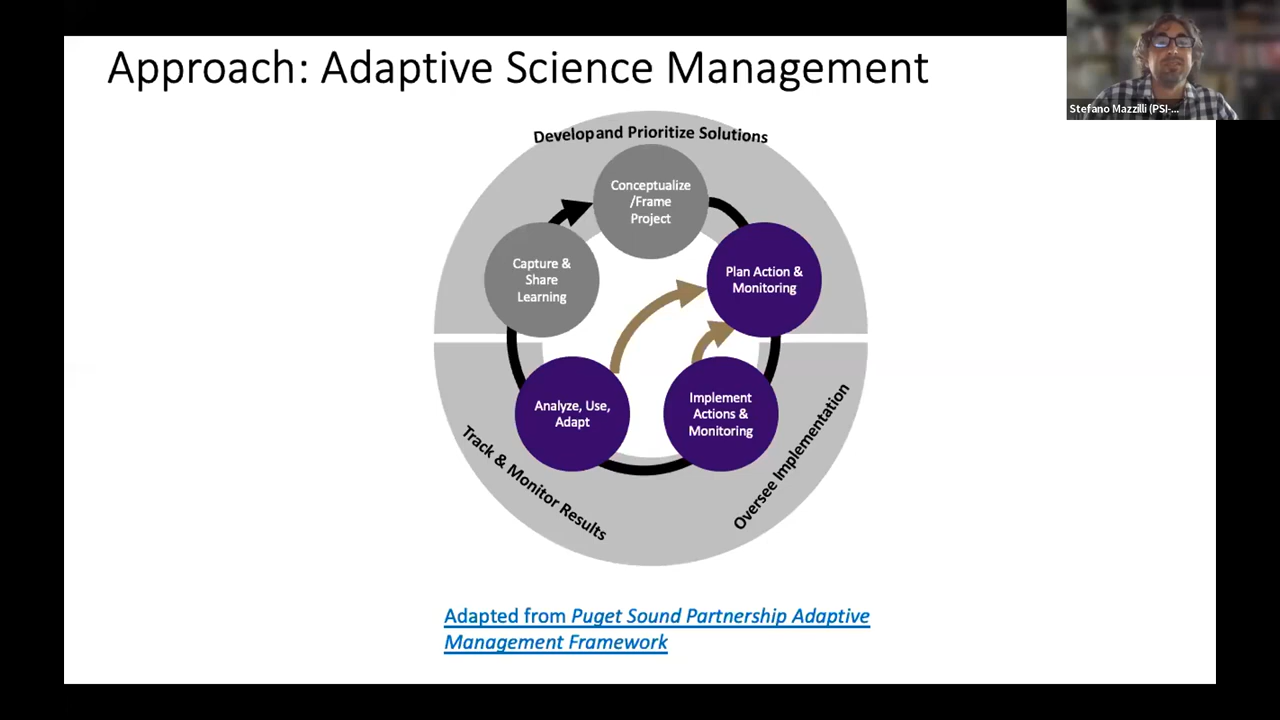 Approach: Adaptive Science Management
Stefano Mazzilli (PSI-...
Develop and Prioritize Solutions
Conceptualize
/Frame
Project
Capture &
Share
Learning
Plan Action &
Monitoring
Analyze, Use,
Adapt
Implement
Actions &
Monitoring
Track & Monitor Results
Oversee Implementation
Adapted from Puget Sound Partnership Adaptive
Management Framework